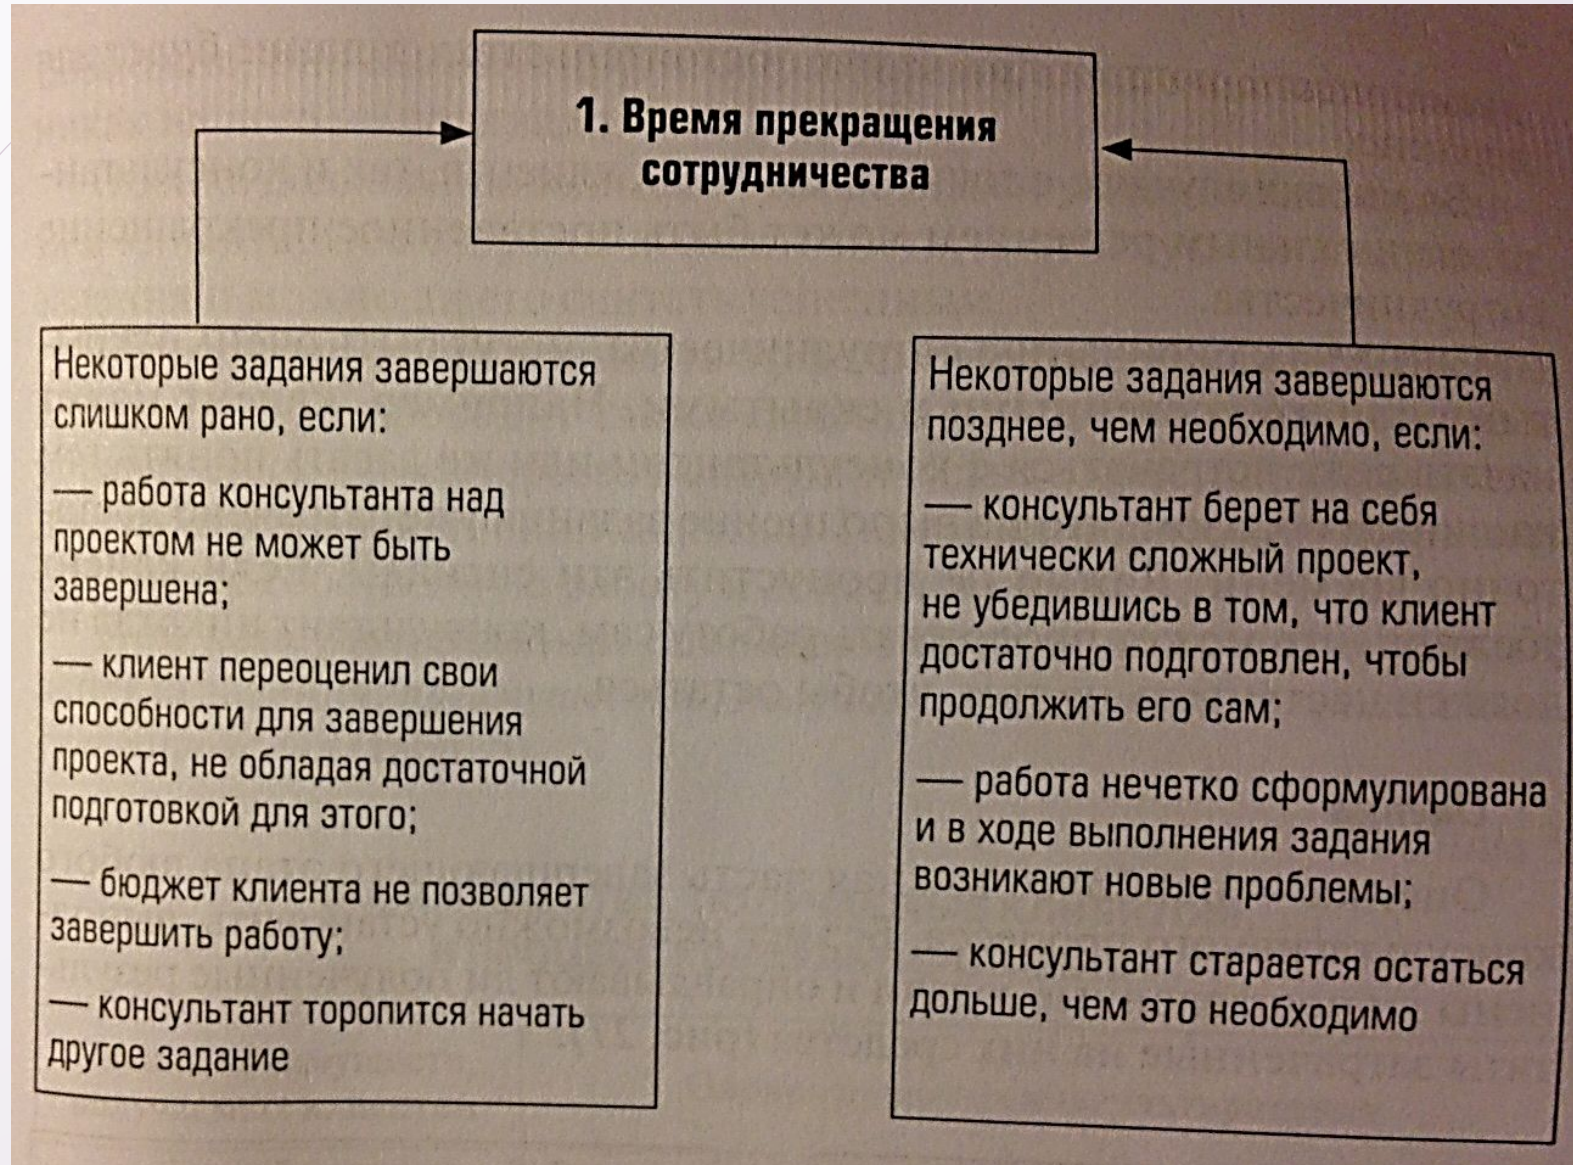 1. Время прекращения
сотрудничества
Некоторые задания завершаются
слишком рано, если:
— работа консультанта над
проектом не может быть
завершена;
— клиент переоценил свои
способности для завершения
проекта, не обладая достаточной
подготовкой для этого;
— бюджет клиента не позволяет
завершить работу;
— консультант торопится начать
другое задание
Некоторые задания завершаются
позднее, чем необходимо, если:
— консультант берет на себя
технически сложный проект,
не убедившись в том, что клиент
достаточно подготовлен, чтобы
продолжить его сам;
— работа нечетко сформулирована
и в ходе выполнения задания
возникают новые проблемы;
— консультант старается остаться
дольше, чем это необходимо